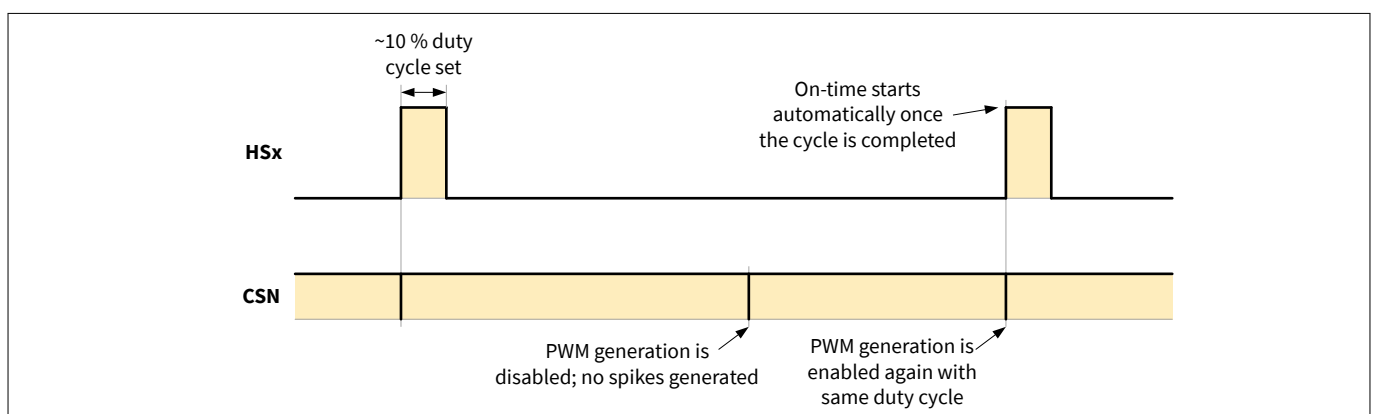 ~10 % duty
cycle set
On-time starts
automatically once
the cycle is completed
HSx
CSN
PWM generation is
disabled; no spikes generated
PWM generation is
enabled again with
same duty cycle